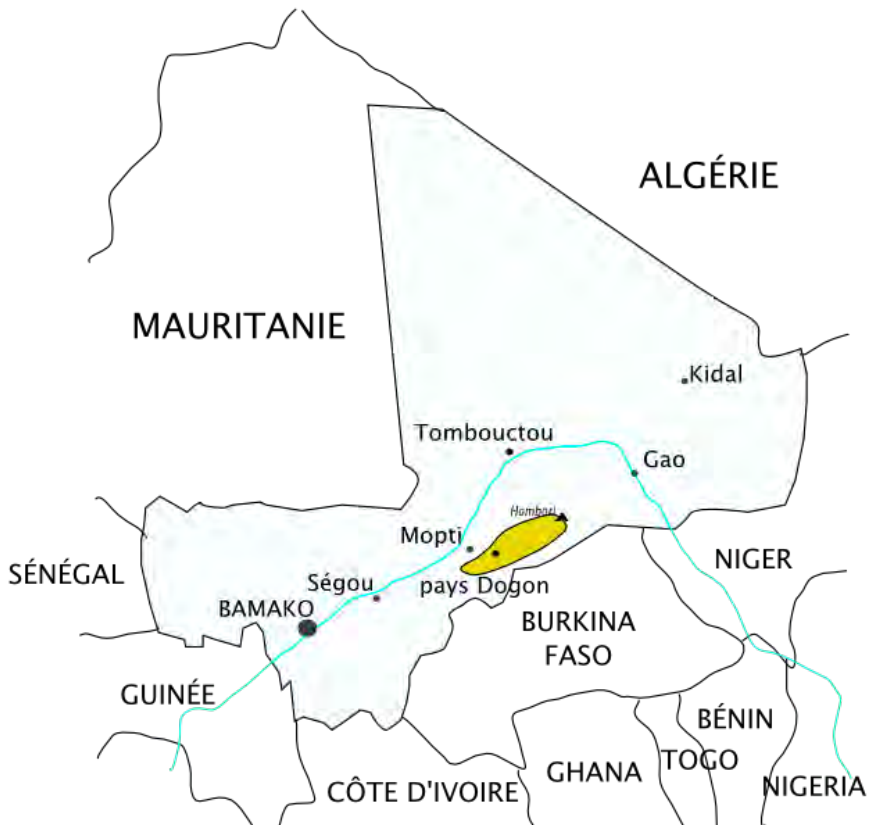 ALGÉRIE
MAURITANIE
Kidal
Tombouctou
Gao
Hombori
Mopti
NIGER
SÉNÉGAL
Ségou
pays Dogon
BAMAKO
BURKINA
FASO
GUINÉE
BÉNIN
TOGO
GHANA
NIGERIA
CÔTE D'IVOIRE